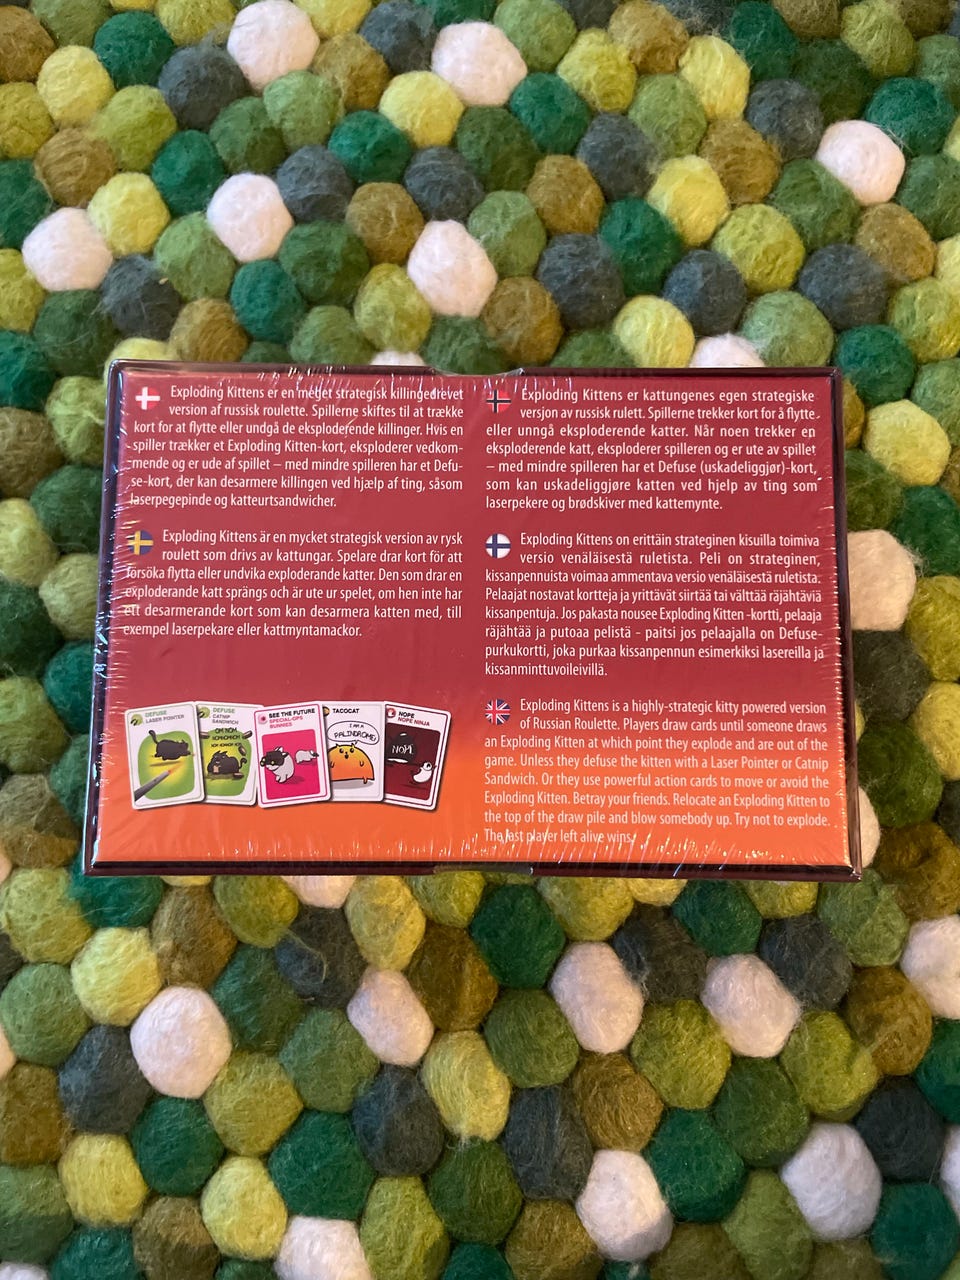 Exploding Kittens er en meget strategisk killingedrevet
version af russisk roulette. Spillerne skiftes til at trække
kort for at flytte eller undgå de eksploderende killinger. Hvis en
spiller trækker et Exploding Kitten-kort, eksploderer vedkom-
mende og er ude af spillet – med mindre spilleren har et Defu-
se-kort, der kan desarmere killingen ved hjælp af ting, såsom
laserpegepinde og katteurtsandwicher.
Exploding Kittens är en mycket strategisk version av rysk
roulett som drivs av kattungar. Spelare drar kort för att
försöka flytta eller undvika exploderande katter. Den som drar en
exploderande katt sprängs och är ute ur spelet, om hen inte har
ett desarmerande kort som kan desarmera katten med, till
exempel laserpekare eller kattmyntamackor.
DEFUSE
LASER POINTER
DEFUSE
CATNIP
SANDWICH
OM NOM
NOM NOM NOM
SEE THE FUTURE
SPECIAL-OPS
BUNNIES
TACOCAT
I AM A
PALINDROME!
NOPE
NOPE NINJA
NOPE
Exploding Kittens er kattungenes egen strategiske
versjon av russisk rulett. Spillerne trekker kort for å flytte
eller unngå eksploderende katter. Når noen trekker en
eksploderende katt, eksploderer spilleren og er ute av spillet
– med mindre spilleren har et Defuse (uskadeliggjør)-kort,
som kan uskadeliggjøre katten ved hjelp av ting som
laserpekere og brødskiver med kattemynte.
Exploding Kittens on erittäin strateginen kisuilla toimiva
versio venäläisestä ruletista. Peli on strateginen,
kissanpennuista voimaa ammentava versio venäläisestä ruletista.
Pelaajat nostavat kortteja ja yrittävät siirtää tai välttää räjähtäviä
kissanpentuja. Jos pakasta nousee Exploding Kitten -kortti, pelaaja
räjähtää ja putoaa pelistä - paitsi jos pelaajalla on Defuse-
purkukortti, joka purkaa kissanpennun esimerkiksi lasereilla ja
kissanminttuvoileivillä.
Exploding Kittens is a highly-strategic kitty powered version
of Russian Roulette. Players draw cards until someone draws
an Exploding Kitten at which point they explode and are out of the
game. Unless they defuse the kitten with a Laser Pointer or Catnip
Sandwich. Or they use powerful action cards to move or avoid the
Exploding Kitten. Betray your friends. Relocate an Exploding Kitten to
the top of the draw pile and blow somebody up. Try not to explode.
The last player left alive wins.